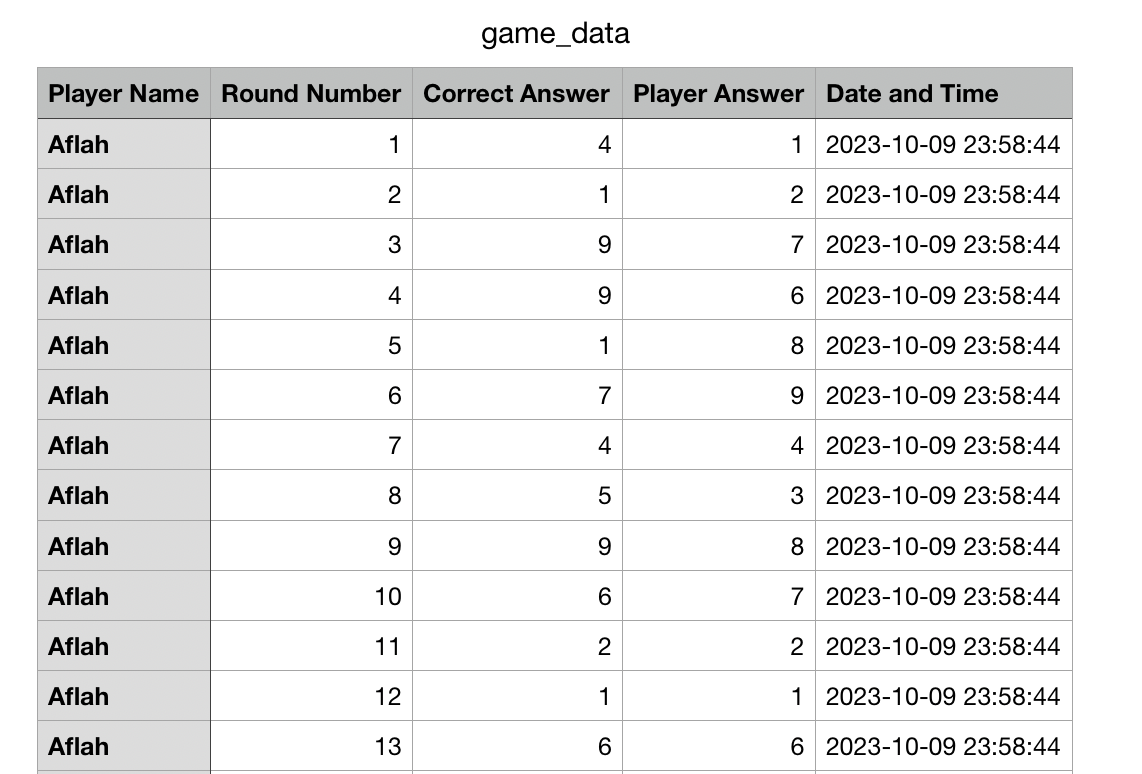 game_data
Player Name Round Number Correct Answer Player Answer Date and Time
Aflah 1 4 1 2023-10-09 23:58:44
Aflah 2 1 2 2023-10-09 23:58:44
Aflah 3 9 7 2023-10-09 23:58:44
Aflah 4 9 6 2023-10-09 23:58:44
Aflah 5 1 8 2023-10-09 23:58:44
Aflah 6 7 9 2023-10-09 23:58:44
Aflah 7 4 4 2023-10-09 23:58:44
Aflah 8 5 3 2023-10-09 23:58:44
Aflah 9 9 8 2023-10-09 23:58:44
Aflah 10 6 7 2023-10-09 23:58:44
Aflah 11 2 2 2023-10-09 23:58:44
Aflah 12 1 1 2023-10-09 23:58:44
Aflah 13 6 6 2023-10-09 23:58:44